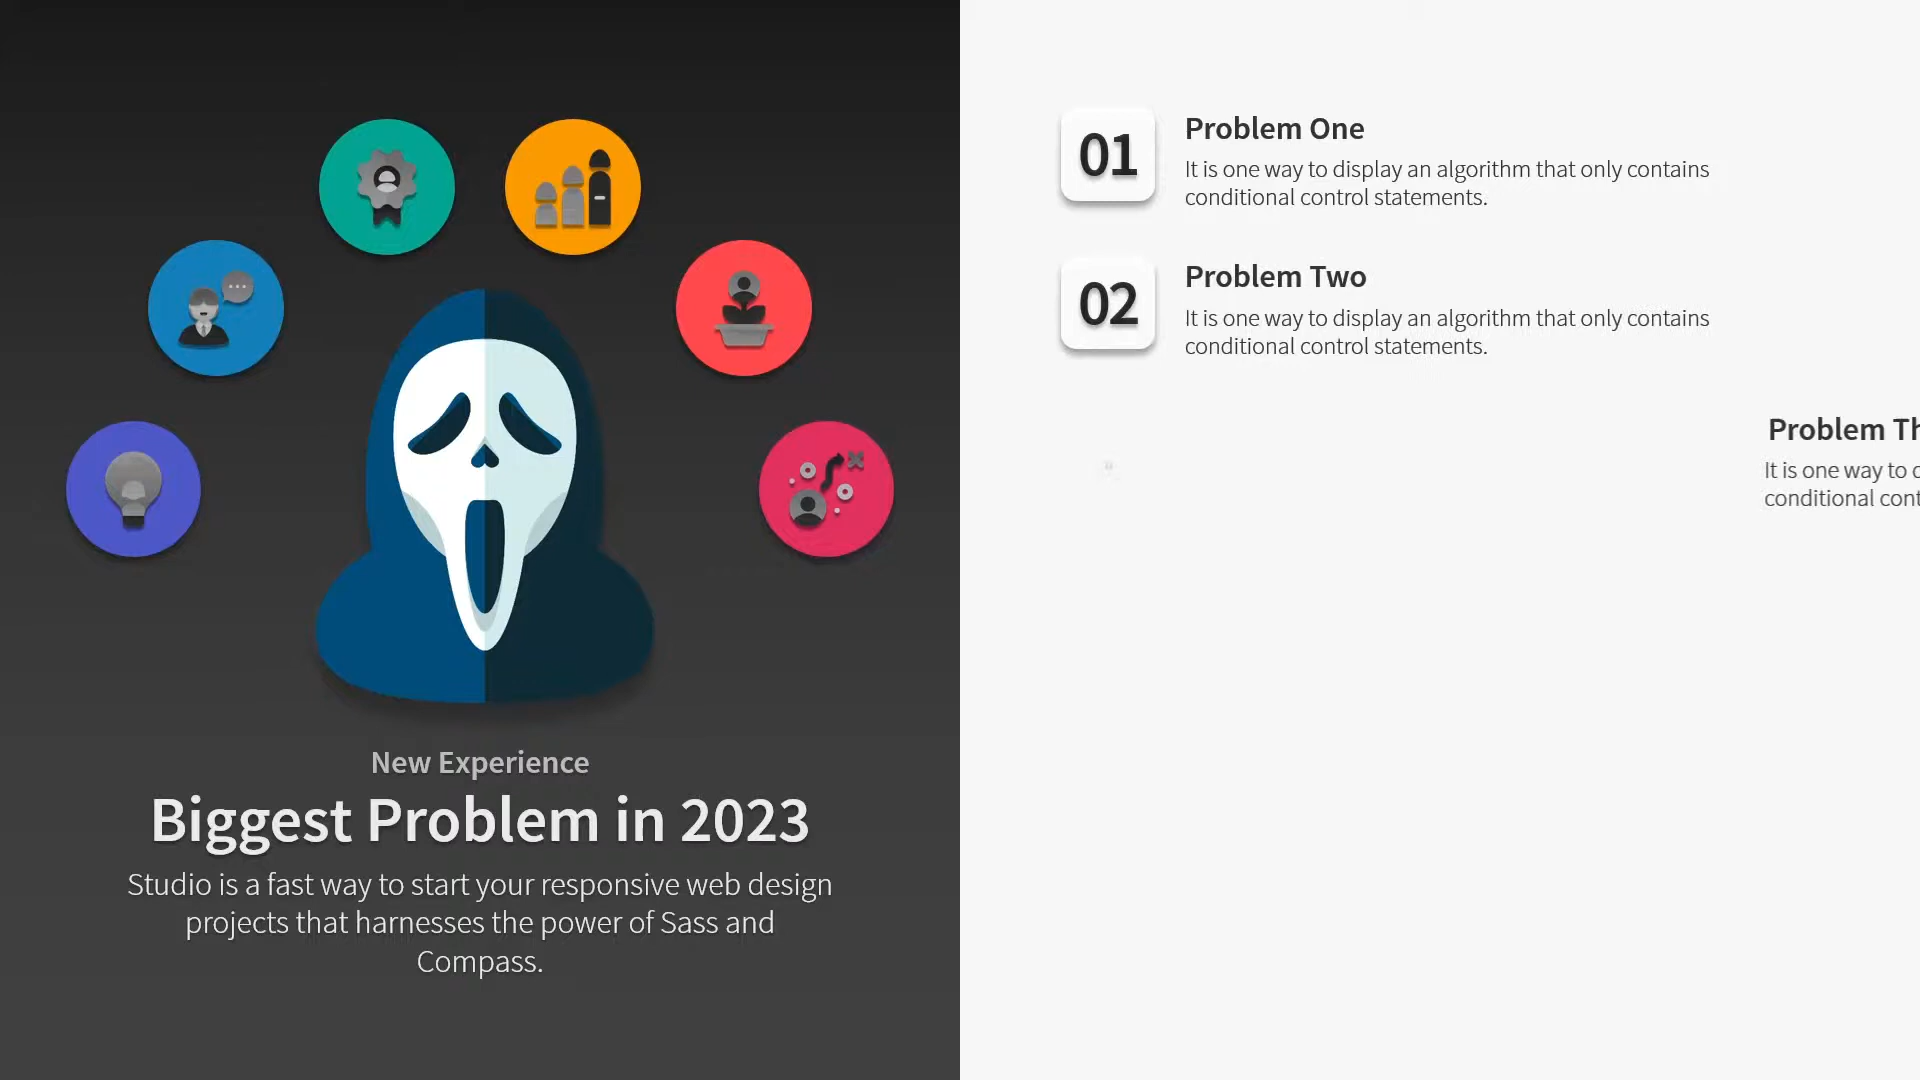 New Experience
Biggest Problem in 2023
Studio is a fast way to start your responsive web design
projects that harnesses the power of Sass and
Compass.
01
Problem One
It is one way to display an algorithm that only contains
conditional control statements.
02
Problem Two
It is one way to display an algorithm that only contains
conditional control statements.
Problem
It is one way to
conditional